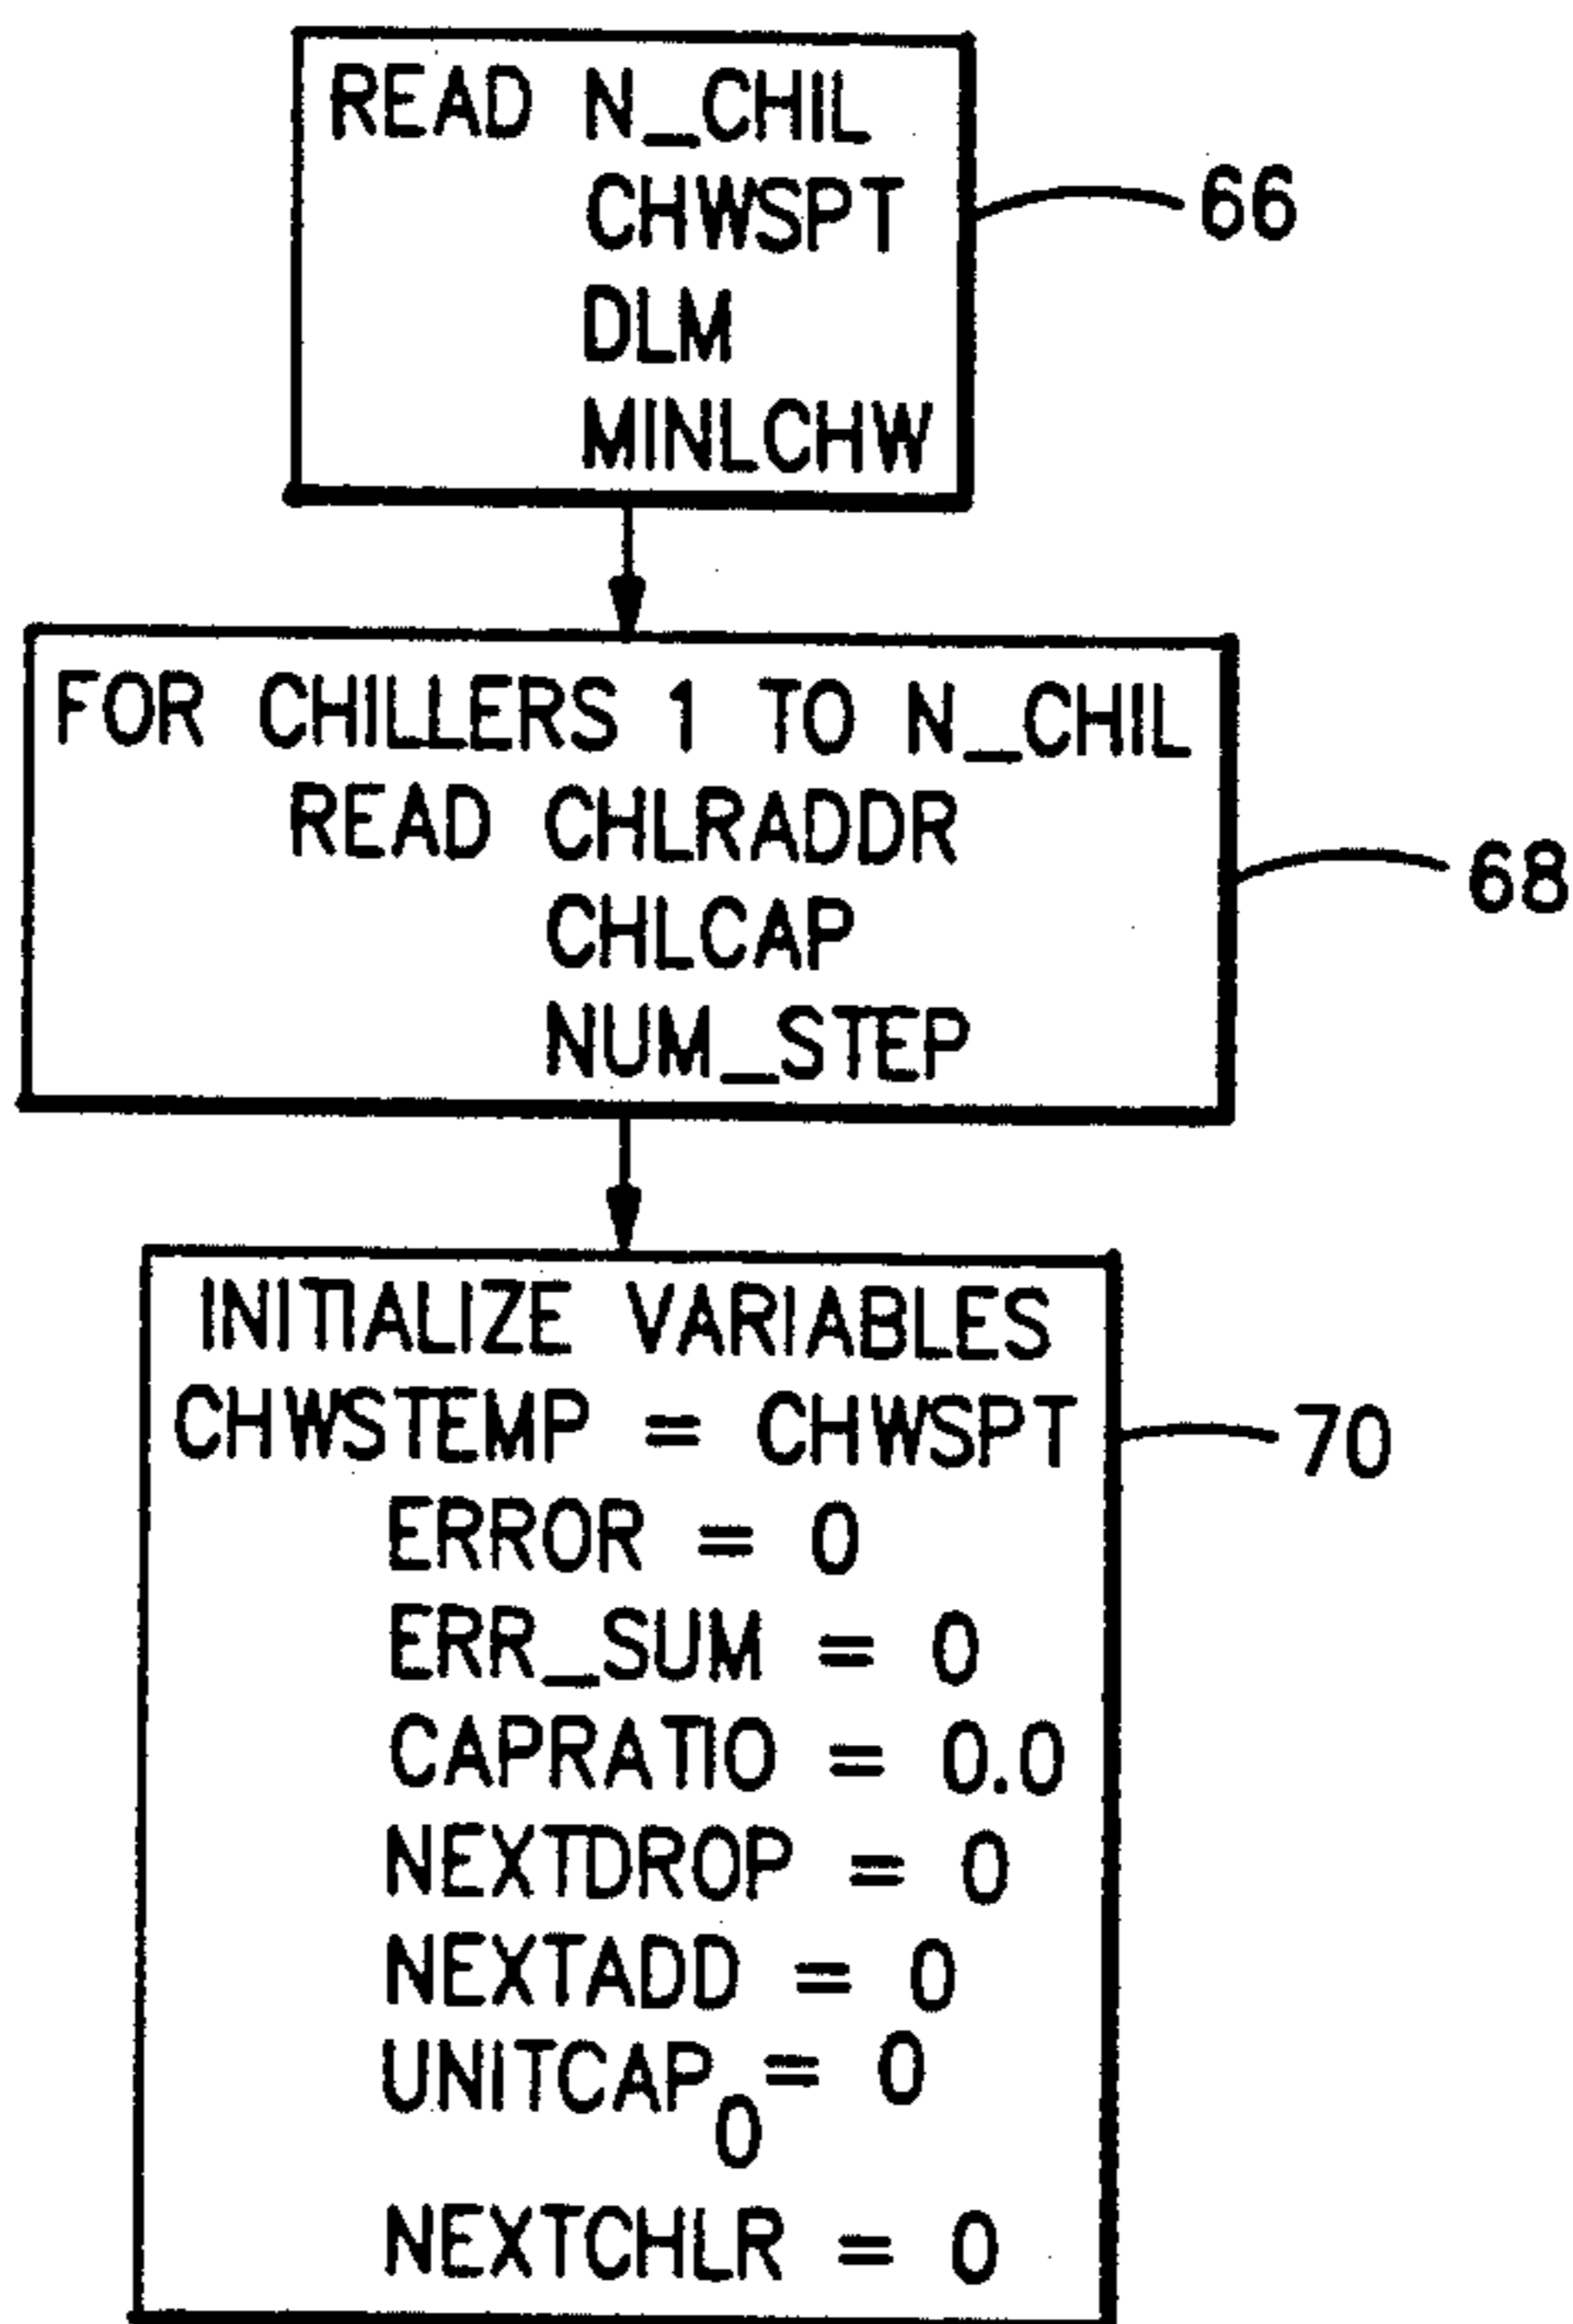 READ N_CHIL
CHWSPT
DLM
MINLCHW
66
FOR CHILLERS 1 TO N_CHIL
READ CHLRADDR
CHLCAP
NUM_STEP
68
INITIALIZE VARIABLES
CHWSTEMP = CHWSPT
70
ERROR = 0
ERR_SUM = 0
CAPRATIO = 0.0
NEXTDROP = 0
NEXTADD = 0
UNITCAP₀ = 0
NEXTCHLR = 0